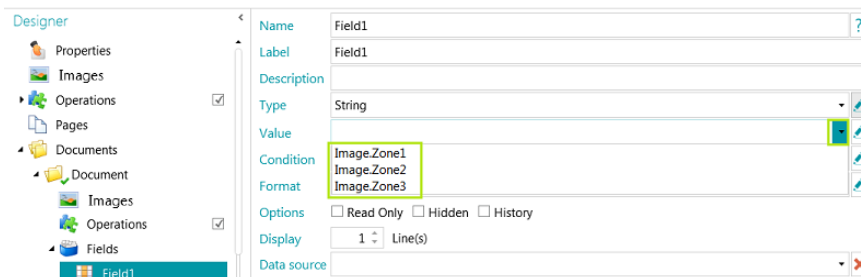 Designer
Properties
Images
Operations
Pages
Documents
Document
Images
Operations
Fields
Field1
Name Field1 ?
Label Field1
Description
Type String
Value
Condition Image.Zone1
Image.Zone2
Format Image.Zone3
Options Read Only Hidden History
Display 1 Line(s)
Data source